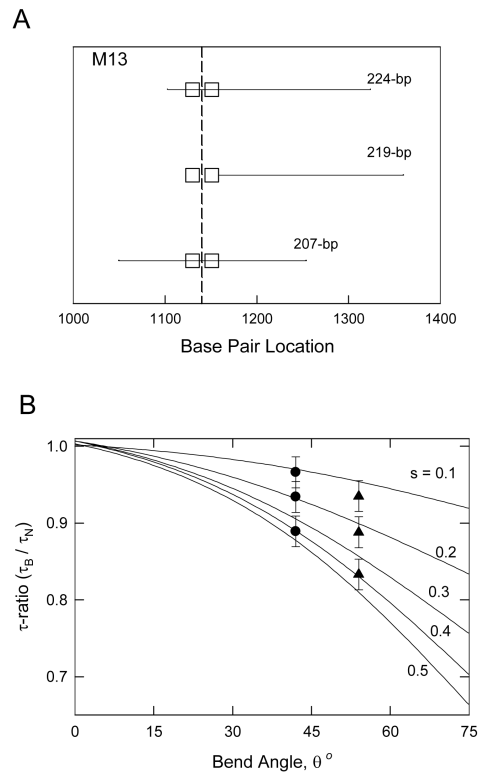 A
M13
224-bp
219-bp
207-bp
1000 1100 1200 1300 1400
Base Pair Location
B
1.0
0.9
0.8
0.7
τ-ratio (τB / τN)
s = 0.1
0.2
0.3
0.4
0.5
0 15 30 45 60 75
Bend Angle, θ°